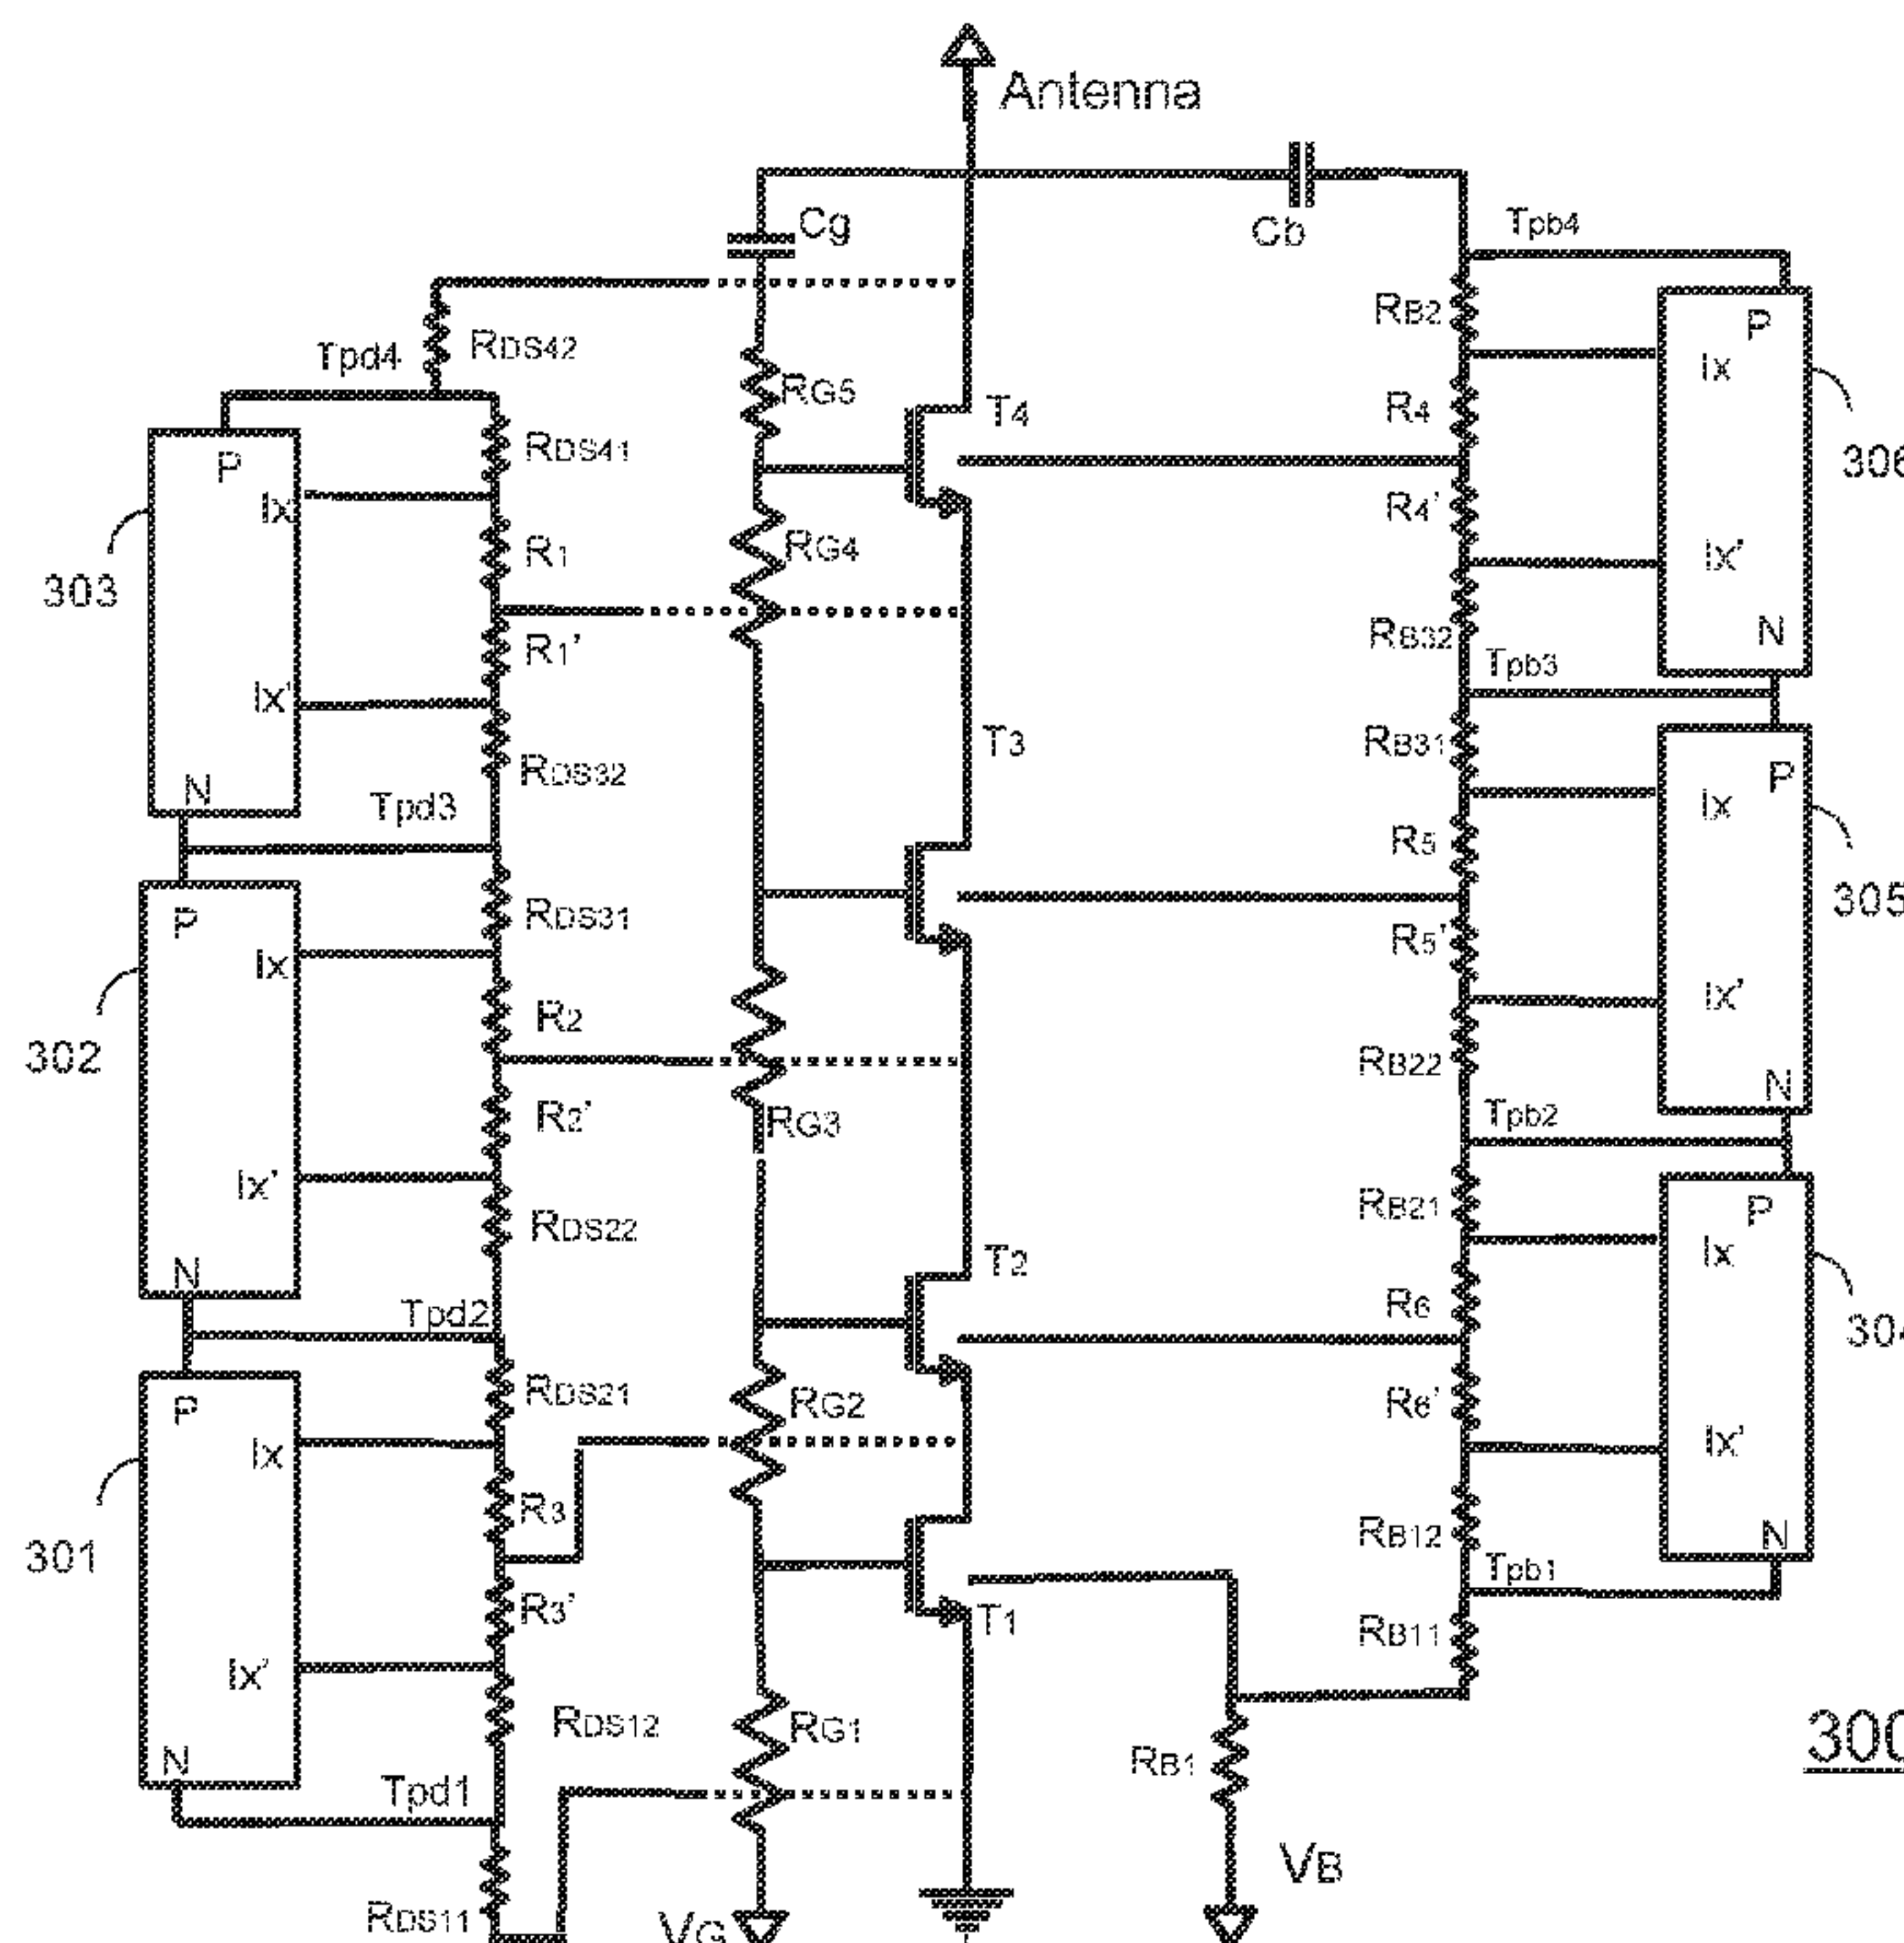 Antenna
Cg
Cb
Tpb4
RDS42
Tpd4
RB2
P
Ix
RG5
T4
R4
RDS41
P
306
Ix
R4'
R1
RG4
Ix'
303
R1'
RB32
N
Tpb3
Ix'
T3
RB31
RDS32
P
N
Tpd3
Ix
R5
RDS31
P
305
R5'
Ix
Ix'
R2
302
RB22
N
R2'
RG3
Tpb2
Ix'
RB21
P
RDS22
T2
Ix
N
Tpd2
R6
RDS21
RG2
R6'
P
Ix
Ix'
R3
RB12
N
301
Tpb1
R3'
T1
RB11
Ix'
RDS12
RG1
300
RB1
N
Tpd1
VB
RDS11
VG